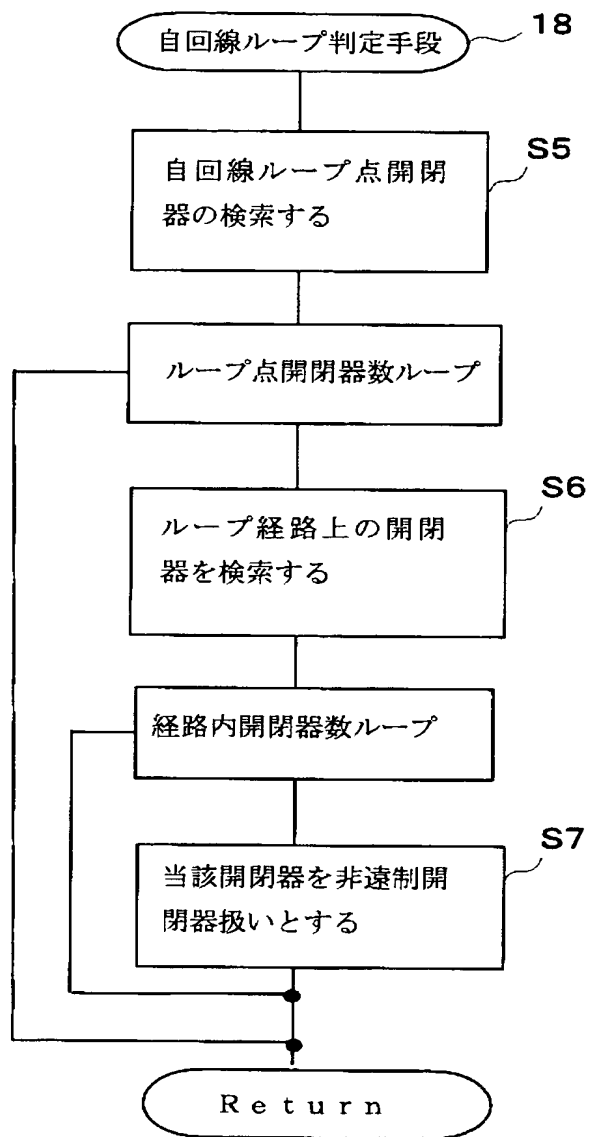 自回線ループ判定手段
18
S5
自回線ループ点開閉
器の検索する
ループ点開閉器数ループ
S6
ループ経路上の開閉
器を検索する
経路内開閉器数ループ
S7
当該開閉器を非遠制開
閉器扱いとする
Return